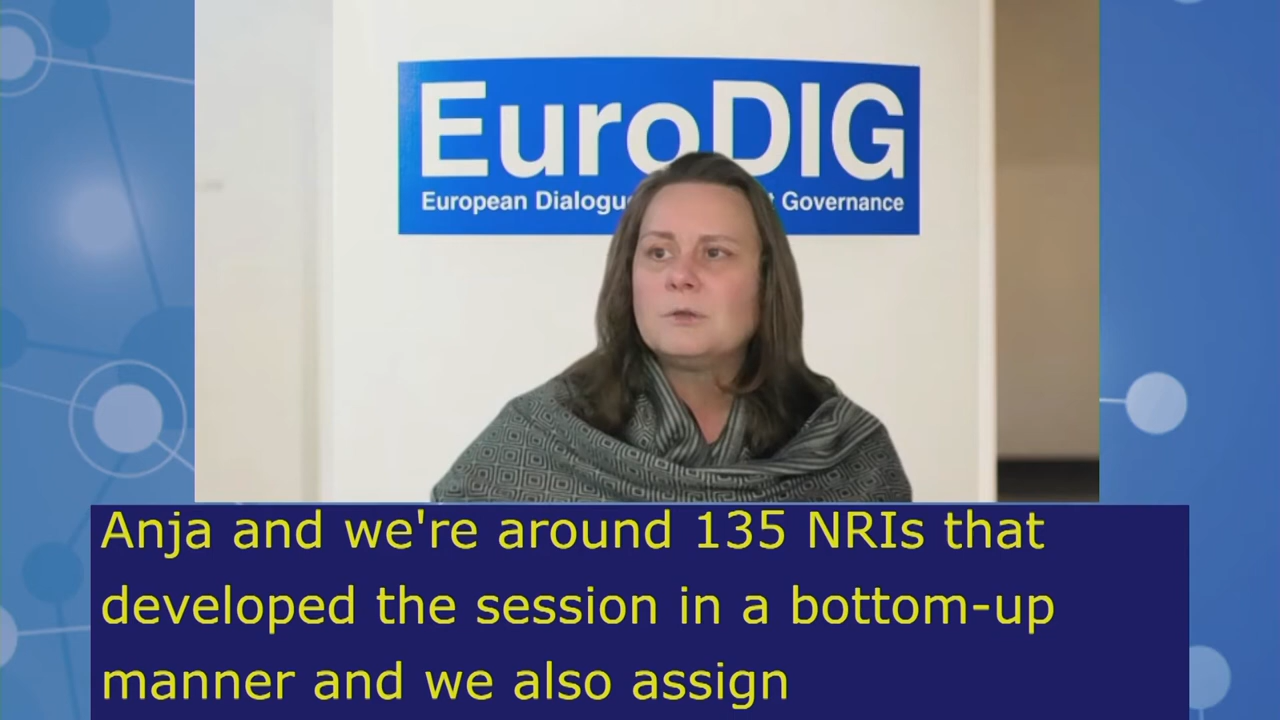 EuroDIG
European Dialogu t Governance
Anja and we're around 135 NRIs that
developed the session in a bottom-up
manner and we also assign